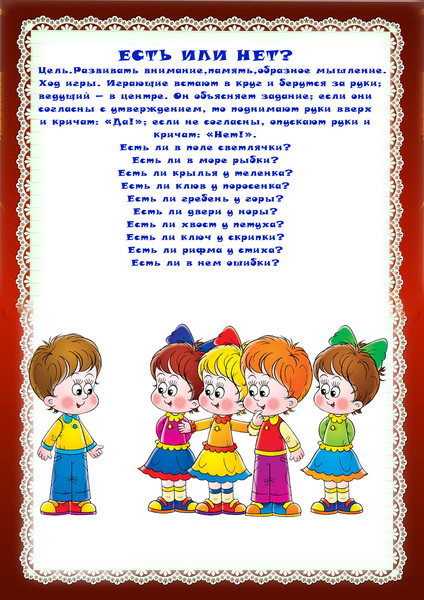 ЕСТЬ ИЛИ НЕТ?
Цель.Развивать внимание,память,образное мышление.
Ход игры. Играющие встают в круг и берутся за руки;
ведущий — в центре. Он объясняет задание; если они
согласны с утверждением, то поднимают руки вверх
и кричат: «Да!»; если не согласны, опускают руки и
кричат: «Нет!».
Есть ли в поле светлячки?
Есть ли в море рыбки?
Есть ли крылья у теленка?
Есть ли клюв у поросенка?
Есть ли гребень у горы?
Есть ли двери у норы?
Есть ли хвост у петуха?
Есть ли ключ у скрипки?
Есть ли рифма у стиха?
Есть ли в нем ошибки?